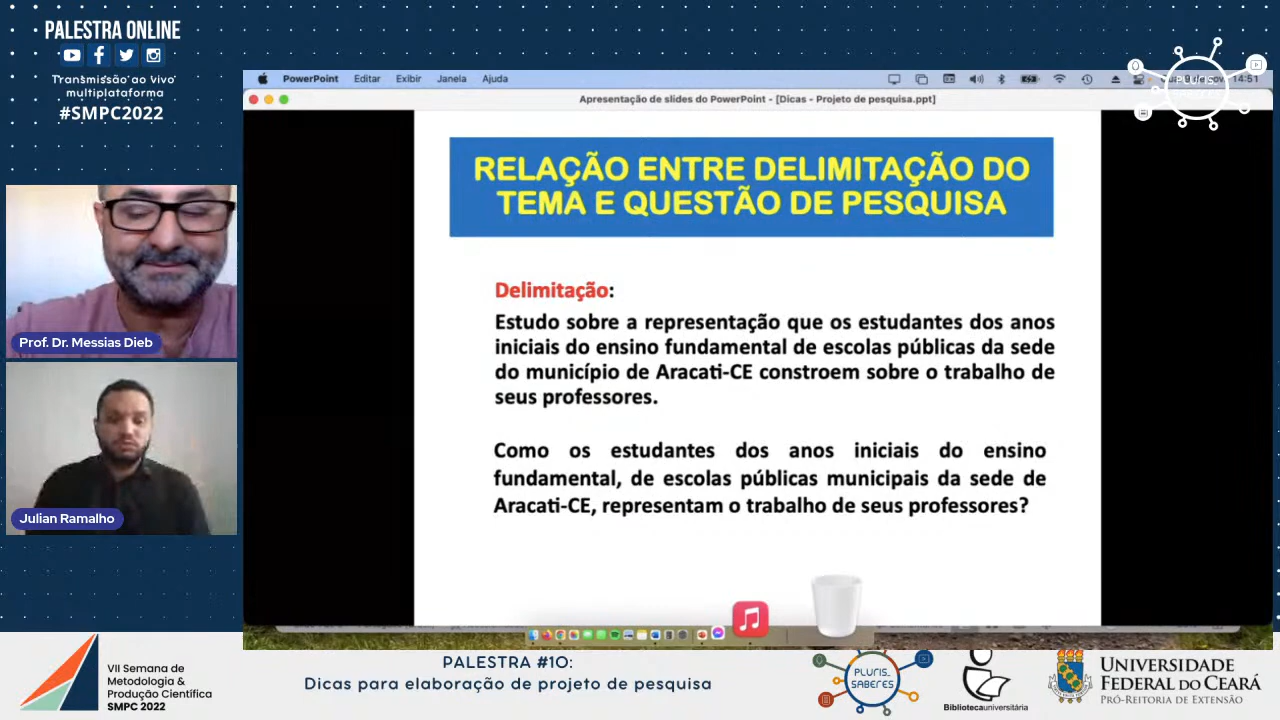 PALESTRA ONLINE
Transmissão ao vivo
multiplataforma
#SMPC2022
PowerPoint Editar Exibir Janela Ajuda
14:51
PLURIS_
Apresentação de slides do PowerPoint - [Dicas - Projeto de pesquisa.ppt]
RELAÇÃO ENTRE DELIMITAÇÃO DO
TEMA E QUESTÃO DE PESQUISA
Delimitação:
Estudo sobre a representação que os estudantes dos anos
iniciais do ensino fundamental de escolas públicas da sede
do município de Aracati-CE constroem sobre o trabalho de
seus professores.
Como os estudantes dos anos iniciais do ensino
fundamental, de escolas públicas municipais da sede de
Aracati-CE, representam o trabalho de seus professores?
Prof. Dr. Messias Dieb
Julian Ramalho
VII Semana de
Metodologia &
Produção Científica
SMPC 2022
PALESTRA #10:
Dicas para elaboração de projeto de pesquisa
PLURIS_
SABERES
Bibliotecauniversitária
UNIVERSIDADE
FEDERAL DO CEARÁ
PRÓ-REITORIA DE EXTENSÃO